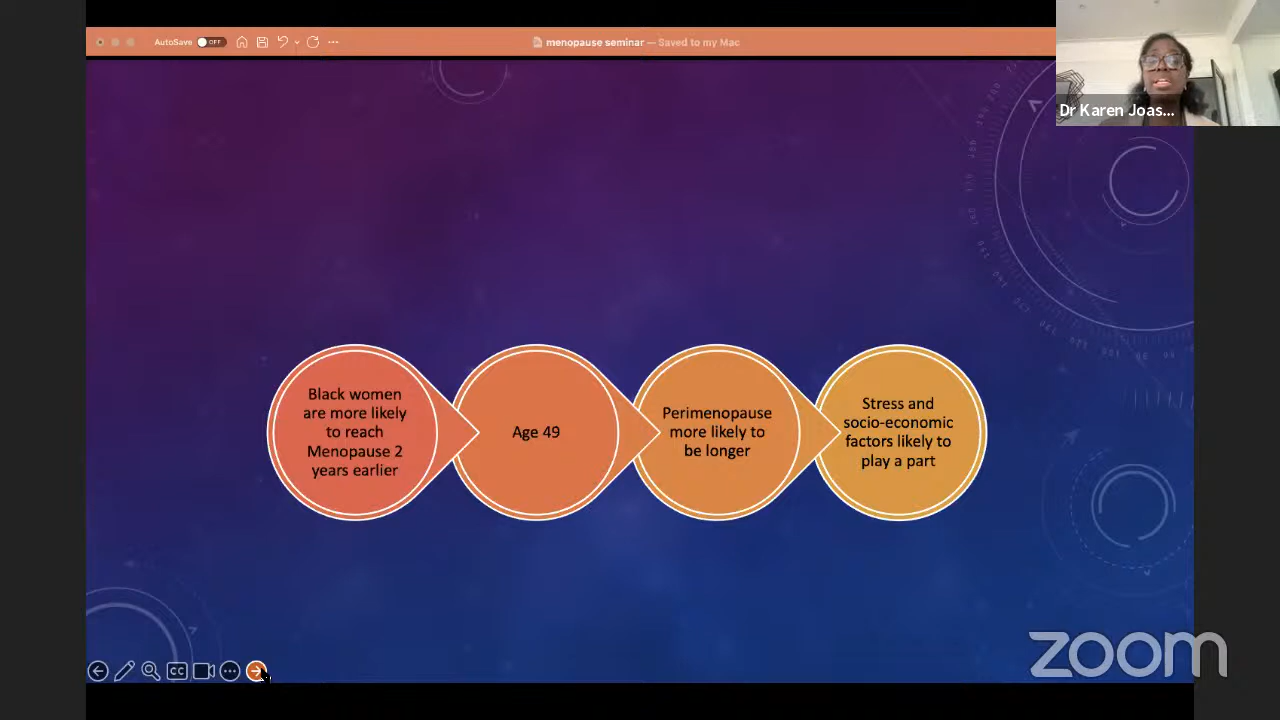 AutoSave OFF
menopause seminar — Saved to my Mac
Dr Karen Joas...
Black women
are more likely
to reach
Menopause 2
years earlier
Age 49
Perimenopause
more likely to
be longer
Stress and
socio-economic
factors likely to
play a part
CC
zoom